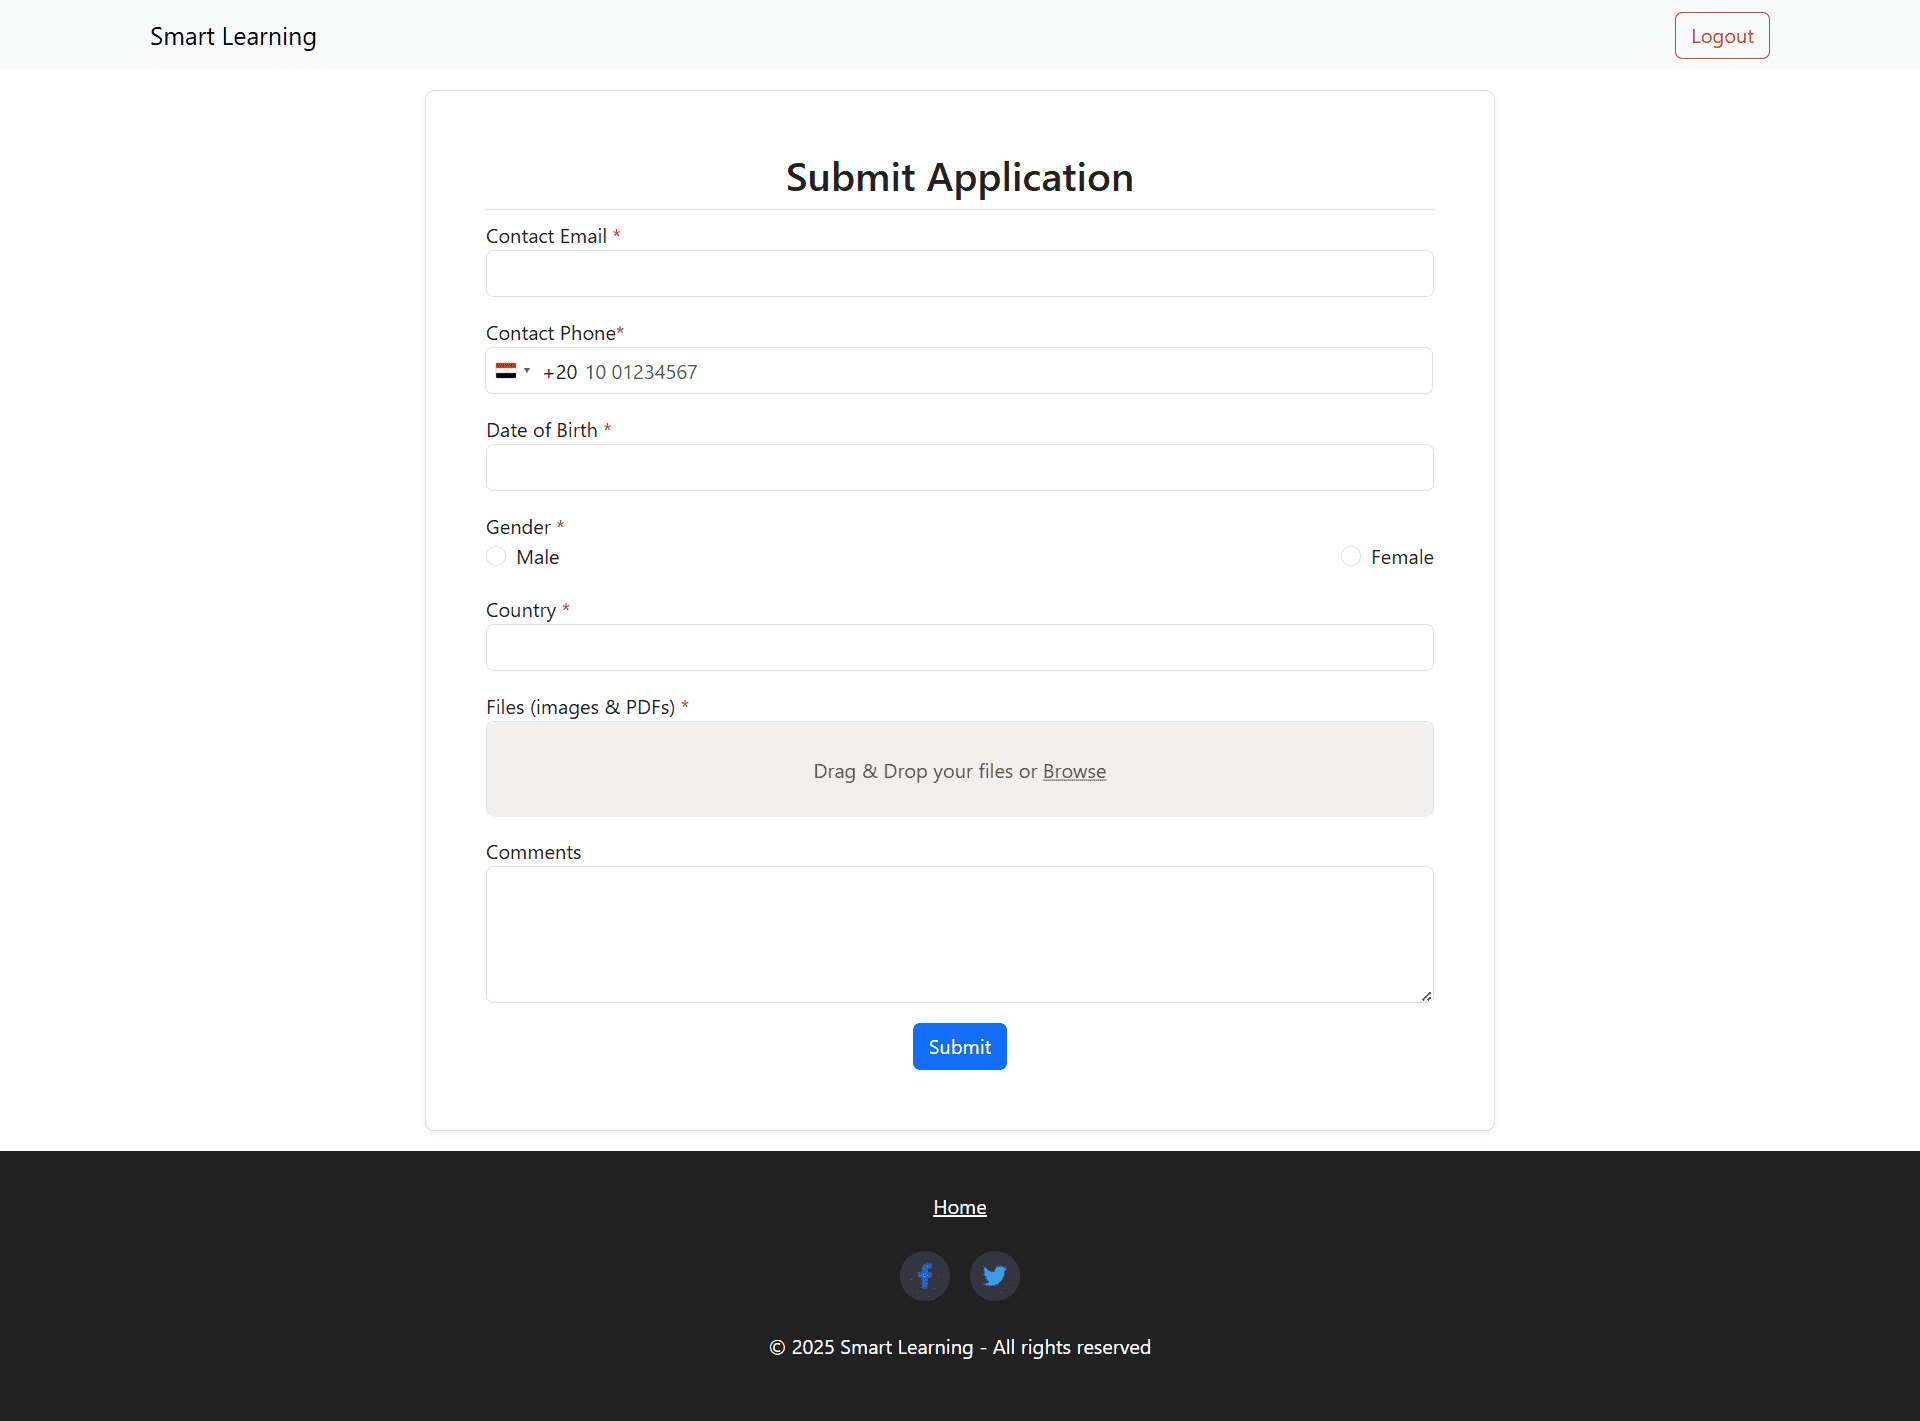 Smart Learning
Logout
Submit Application
Contact Email *
Contact Phone*
+20 10 01234567
Date of Birth *
Gender *
Male
Female
Country *
Files (images & PDFs) *
Drag & Drop your files or Browse
Comments
Submit
Home
© 2025 Smart Learning - All rights reserved